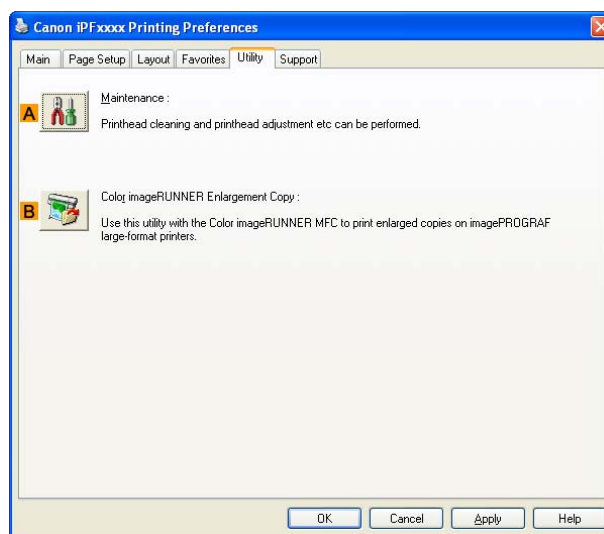 Canon iPFxxxx Printing Preferences
Main Page Setup Layout Favorites Utility Support
A
Maintenance :
Printhead cleaning and printhead adjustment etc can be performed.
B
Color imageRUNNER Enlargement Copy :
Use this utility with the Color imageRUNNER MFC to print enlarged copies on imagePROGRAF
large-format printers.
OK Cancel Apply Help